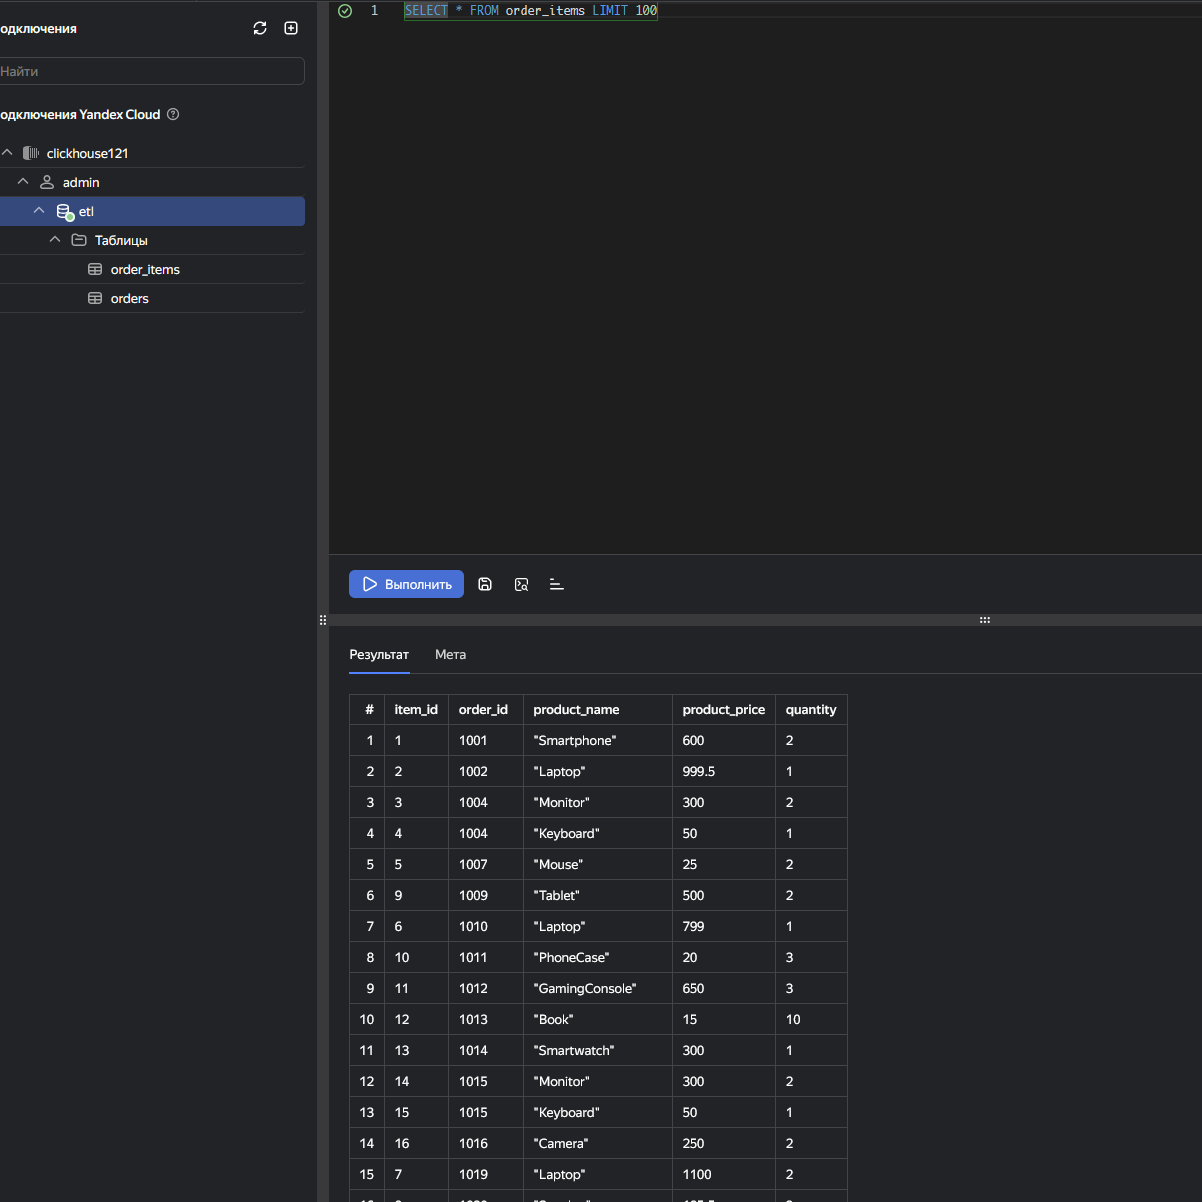 одключения
Найти
одключения Yandex Cloud
clickhouse121
admin
etl
Таблицы
order_items
orders
1 SELECT * FROM order_items LIMIT 100
Выполнить
Результат Мета
# item_id order_id product_name product_price quantity
1 1 1001 "Smartphone" 600 2
2 2 1002 "Laptop" 999.5 1
3 3 1004 "Monitor" 300 2
4 4 1004 "Keyboard" 50 1
5 5 1007 "Mouse" 25 2
6 9 1009 "Tablet" 500 2
7 6 1010 "Laptop" 799 1
8 10 1011 "PhoneCase" 20 3
9 11 1012 "GamingConsole" 650 3
10 12 1013 "Book" 15 10
11 13 1014 "Smartwatch" 300 1
12 14 1015 "Monitor" 300 2
13 15 1015 "Keyboard" 50 1
14 16 1016 "Camera" 250 2
15 7 1019 "Laptop" 1100 2